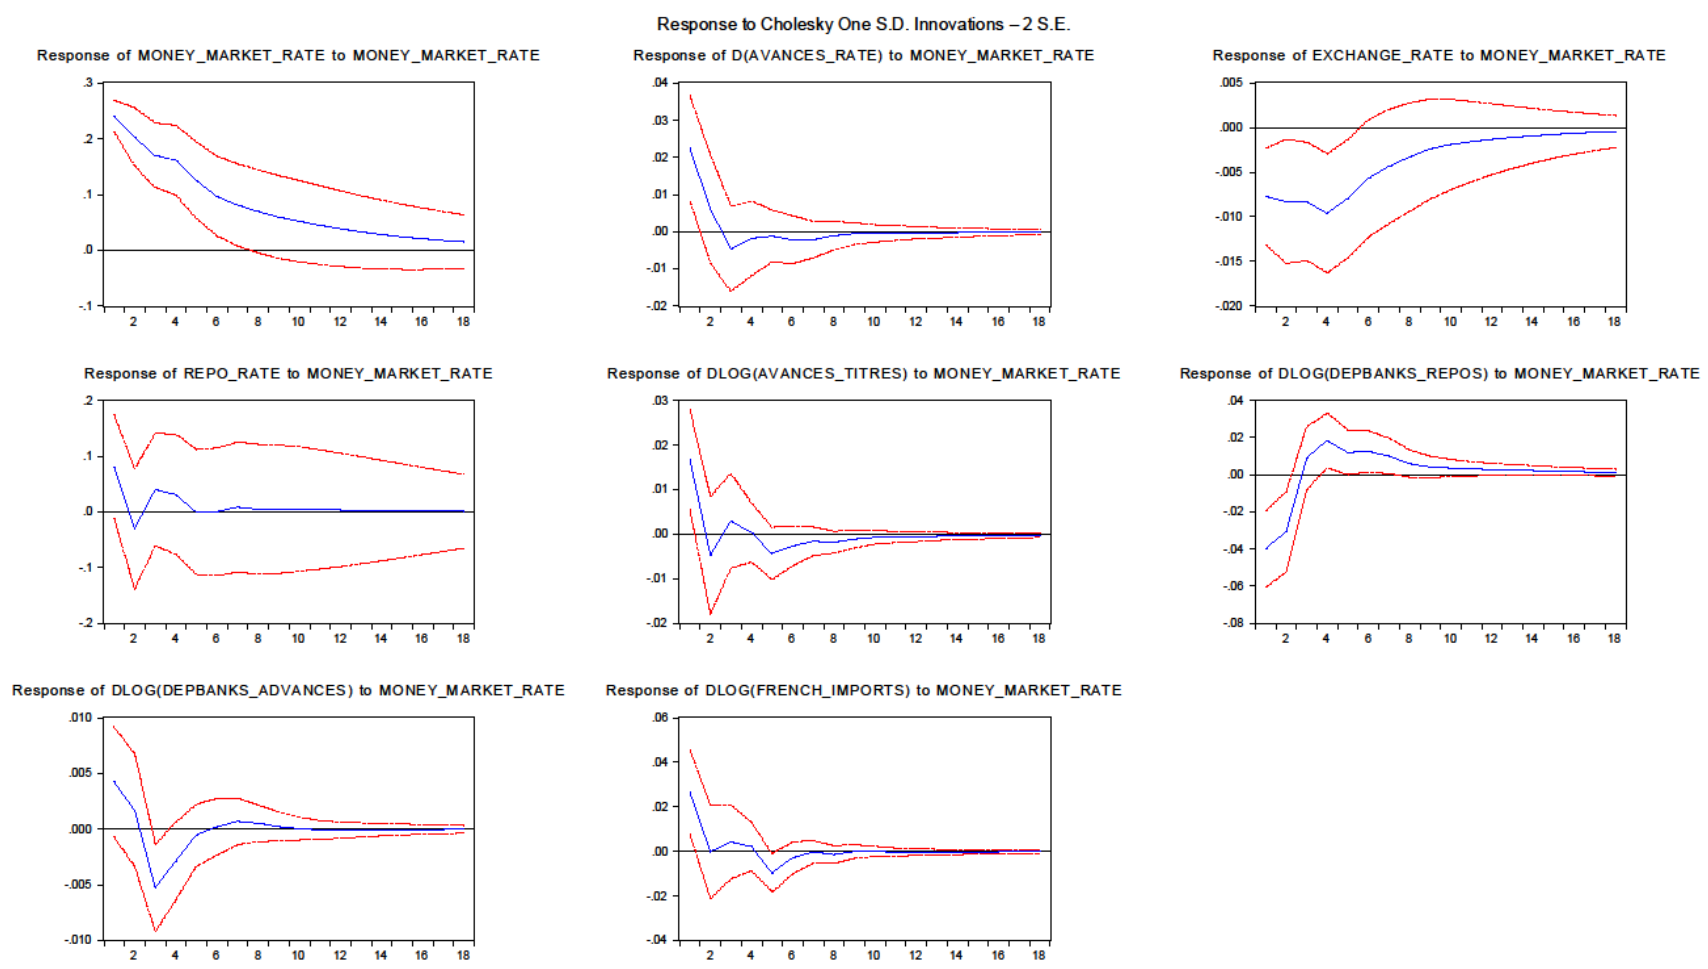 Response to Cholesky One S.D. Innovations – 2 S.E.
Response of MONEY_MARKET_RATE to MONEY_MARKET_RATE
.3
.2
.1
.0
-.1
2 4 6 8 10 12 14 16 18
Response of D(AVANCES_RATE) to MONEY_MARKET_RATE
.04
.03
.02
.01
.00
-.01
-.02
2 4 6 8 10 12 14 16 18
Response of EXCHANGE_RATE to MONEY_MARKET_RATE
.005
.000
-.005
-.010
-.015
-.020
2 4 6 8 10 12 14 16 18
Response of REPO_RATE to MONEY_MARKET_RATE
.2
.1
.0
-.1
-.2
2 4 6 8 10 12 14 16 18
Response of DLOG(AVANCES_TITRES) to MONEY_MARKET_RATE
.03
.02
.01
.00
-.01
-.02
2 4 6 8 10 12 14 16 18
Response of DLOG(DEPBANKS_REPOS) to MONEY_MARKET_RATE
.04
.02
.00
-.02
-.04
-.06
-.08
2 4 6 8 10 12 14 16 18
Response of DLOG(DEPBANKS_ADVANCES) to MONEY_MARKET_RATE
.010
.005
.000
-.005
-.010
2 4 6 8 10 12 14 16 18
Response of DLOG(FRENCH_IMPORTS) to MONEY_MARKET_RATE
.06
.04
.02
.00
-.02
-.04
2 4 6 8 10 12 14 16 18